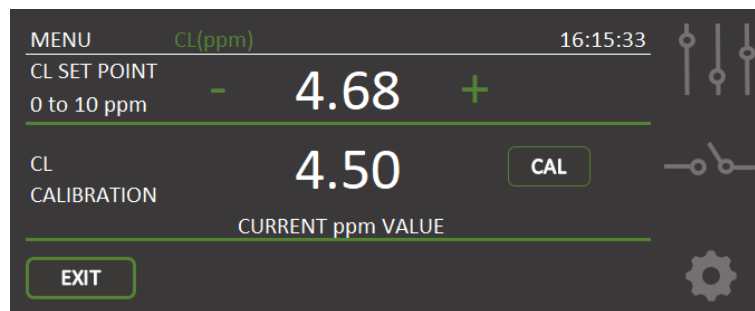 MENU CL(ppm) 16:15:33
CL SET POINT
0 to 10 ppm - 4.68 +
CL
CALIBRATION 4.50 CAL
CURRENT ppm VALUE
EXIT